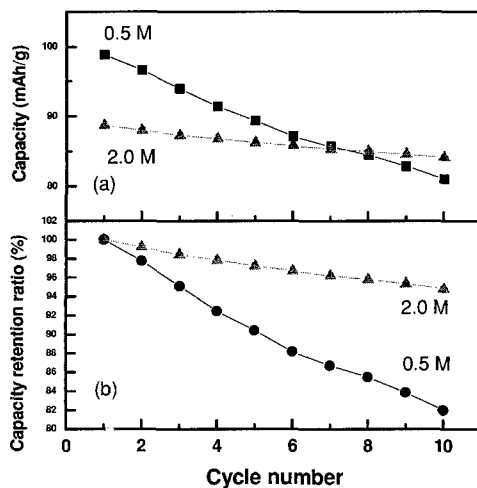 0.5 M
100
90
2.0 M
80
(a)
Capacity (mAh/g)
102
100
98
96
94
92
90
88
86
84
82
80
2.0 M
0.5 M
(b)
Capacity retention ratio (%)
0 2 4 6 8 10
Cycle number